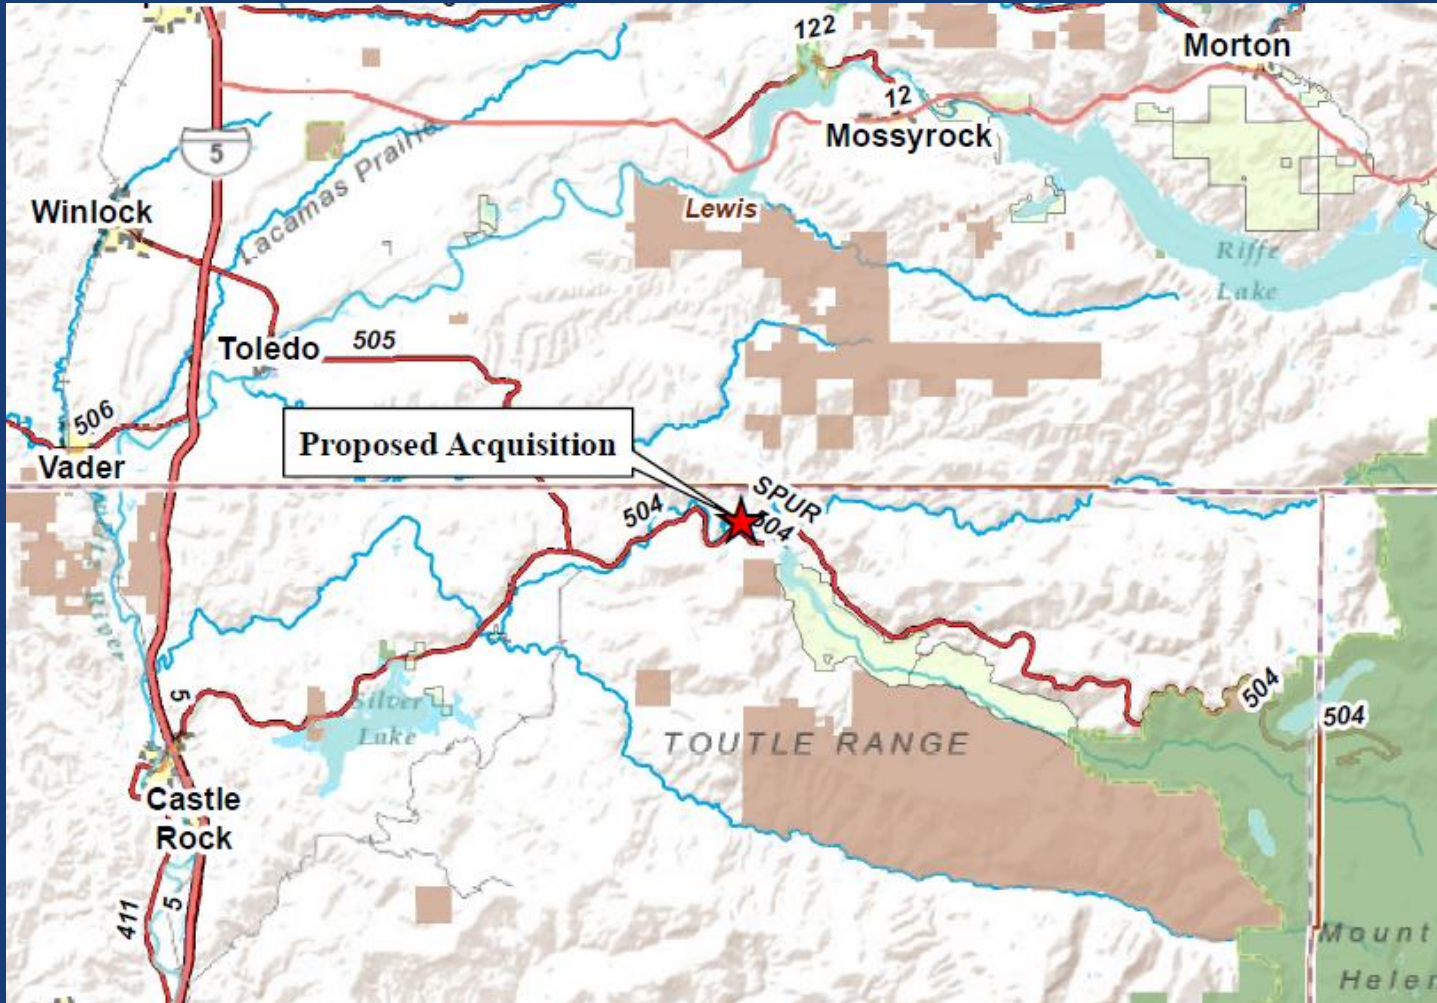 122
Morton
12
Mossyrock
5
Lacamas Prairie
Winlock
Lewis
Riffe
Lake
Toledo
505
506
Vader
Proposed Acquisition
SPUR
504
504
River
5
Silver
Lake
504
504
TOUTLE RANGE
Castle
Rock
411
5
Mount
Helen